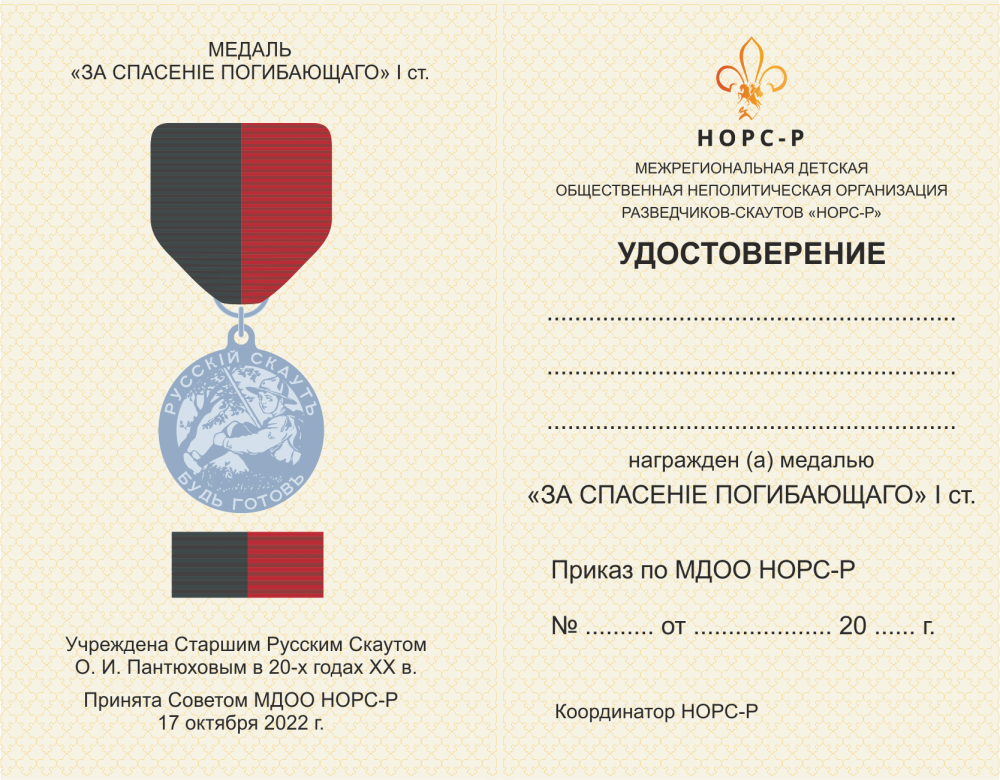 МЕДАЛЬ
«ЗА СПАСЕНІЕ ПОГИБАЮЩАГО» I ст.
РУССКІЙ СКАУТЪ
БУДЬ ГОТОВЪ
Учреждена Старшим Русским Скаутом
О. И. Пантюховым в 20-х годах XX в.
Принята Советом МДОО НОРС-Р
17 октября 2022 г.
НОРС-Р
МЕЖРЕГИОНАЛЬНАЯ ДЕТСКАЯ
ОБЩЕСТВЕННАЯ НЕПОЛИТИЧЕСКАЯ ОРГАНИЗАЦИЯ
РАЗВЕДЧИКОВ-СКАУТОВ «НОРС-Р»
УДОСТОВЕРЕНИЕ
............................................................
............................................................
............................................................
награжден (а) медалью
«ЗА СПАСЕНІЕ ПОГИБАЮЩАГО» I ст.
Приказ по МДОО НОРС-Р
№ .......... от .................... 20 ...... г.
Координатор НОРС-Р